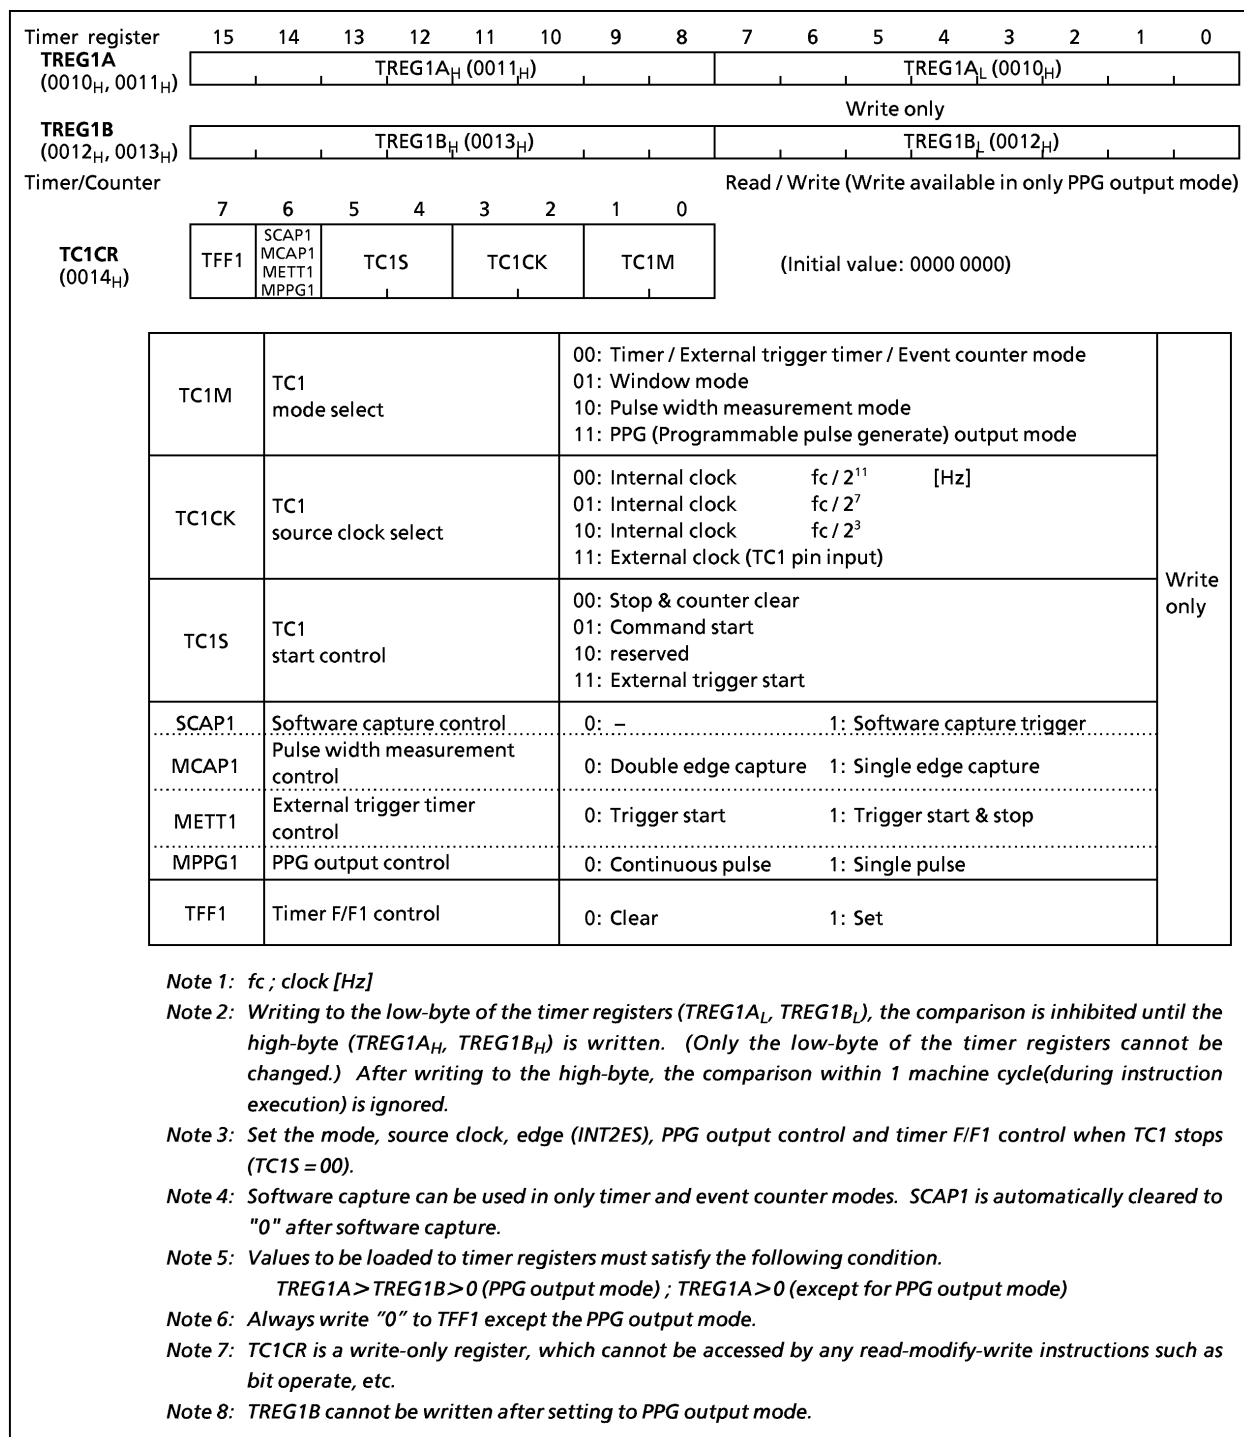 Timer register 15 14 13 12 11 10 9 8 7 6 5 4 3 2 1 0
TREG1A
(0010H, 0011H)
TREG1AH (0011H) TREG1AL (0010H)
Write only
TREG1B
(0012H, 0013H)
TREG1BH (0013H) TREG1BL (0012H)
Timer/Counter Read / Write (Write available in only PPG output mode)
7 6 5 4 3 2 1 0
TC1CR
(0014H)
TFF1
SCAP1
MCAP1
METT1
MPPG1
TC1S TC1CK TC1M (Initial value: 0000 0000)
TC1M
TC1
mode select
00: Timer / External trigger timer / Event counter mode
01: Window mode
10: Pulse width measurement mode
11: PPG (Programmable pulse generate) output mode
TC1CK
TC1
source clock select
00: Internal clock fc / 2¹¹ [Hz]
01: Internal clock fc / 2⁷
10: Internal clock fc / 2³
11: External clock (TC1 pin input)
TC1S
TC1
start control
00: Stop & counter clear
01: Command start
10: reserved
11: External trigger start
Write
only
SCAP1 Software capture control 0: – 1: Software capture trigger
MCAP1
Pulse width measurement
control
0: Double edge capture 1: Single edge capture
METT1
External trigger timer
control
0: Trigger start 1: Trigger start & stop
MPPG1 PPG output control 0: Continuous pulse 1: Single pulse
TFF1 Timer F/F1 control 0: Clear 1: Set
Note 1: fc ; clock [Hz]
Note 2: Writing to the low-byte of the timer registers (TREG1AL, TREG1BL), the comparison is inhibited until the
high-byte (TREG1AH, TREG1BH) is written. (Only the low-byte of the timer registers cannot be
changed.) After writing to the high-byte, the comparison within 1 machine cycle(during instruction
execution) is ignored.
Note 3: Set the mode, source clock, edge (INT2ES), PPG output control and timer F/F1 control when TC1 stops
(TC1S = 00).
Note 4: Software capture can be used in only timer and event counter modes. SCAP1 is automatically cleared to
"0" after software capture.
Note 5: Values to be loaded to timer registers must satisfy the following condition.
TREG1A>TREG1B>0 (PPG output mode) ; TREG1A>0 (except for PPG output mode)
Note 6: Always write "0" to TFF1 except the PPG output mode.
Note 7: TC1CR is a write-only register, which cannot be accessed by any read-modify-write instructions such as
bit operate, etc.
Note 8: TREG1B cannot be written after setting to PPG output mode.